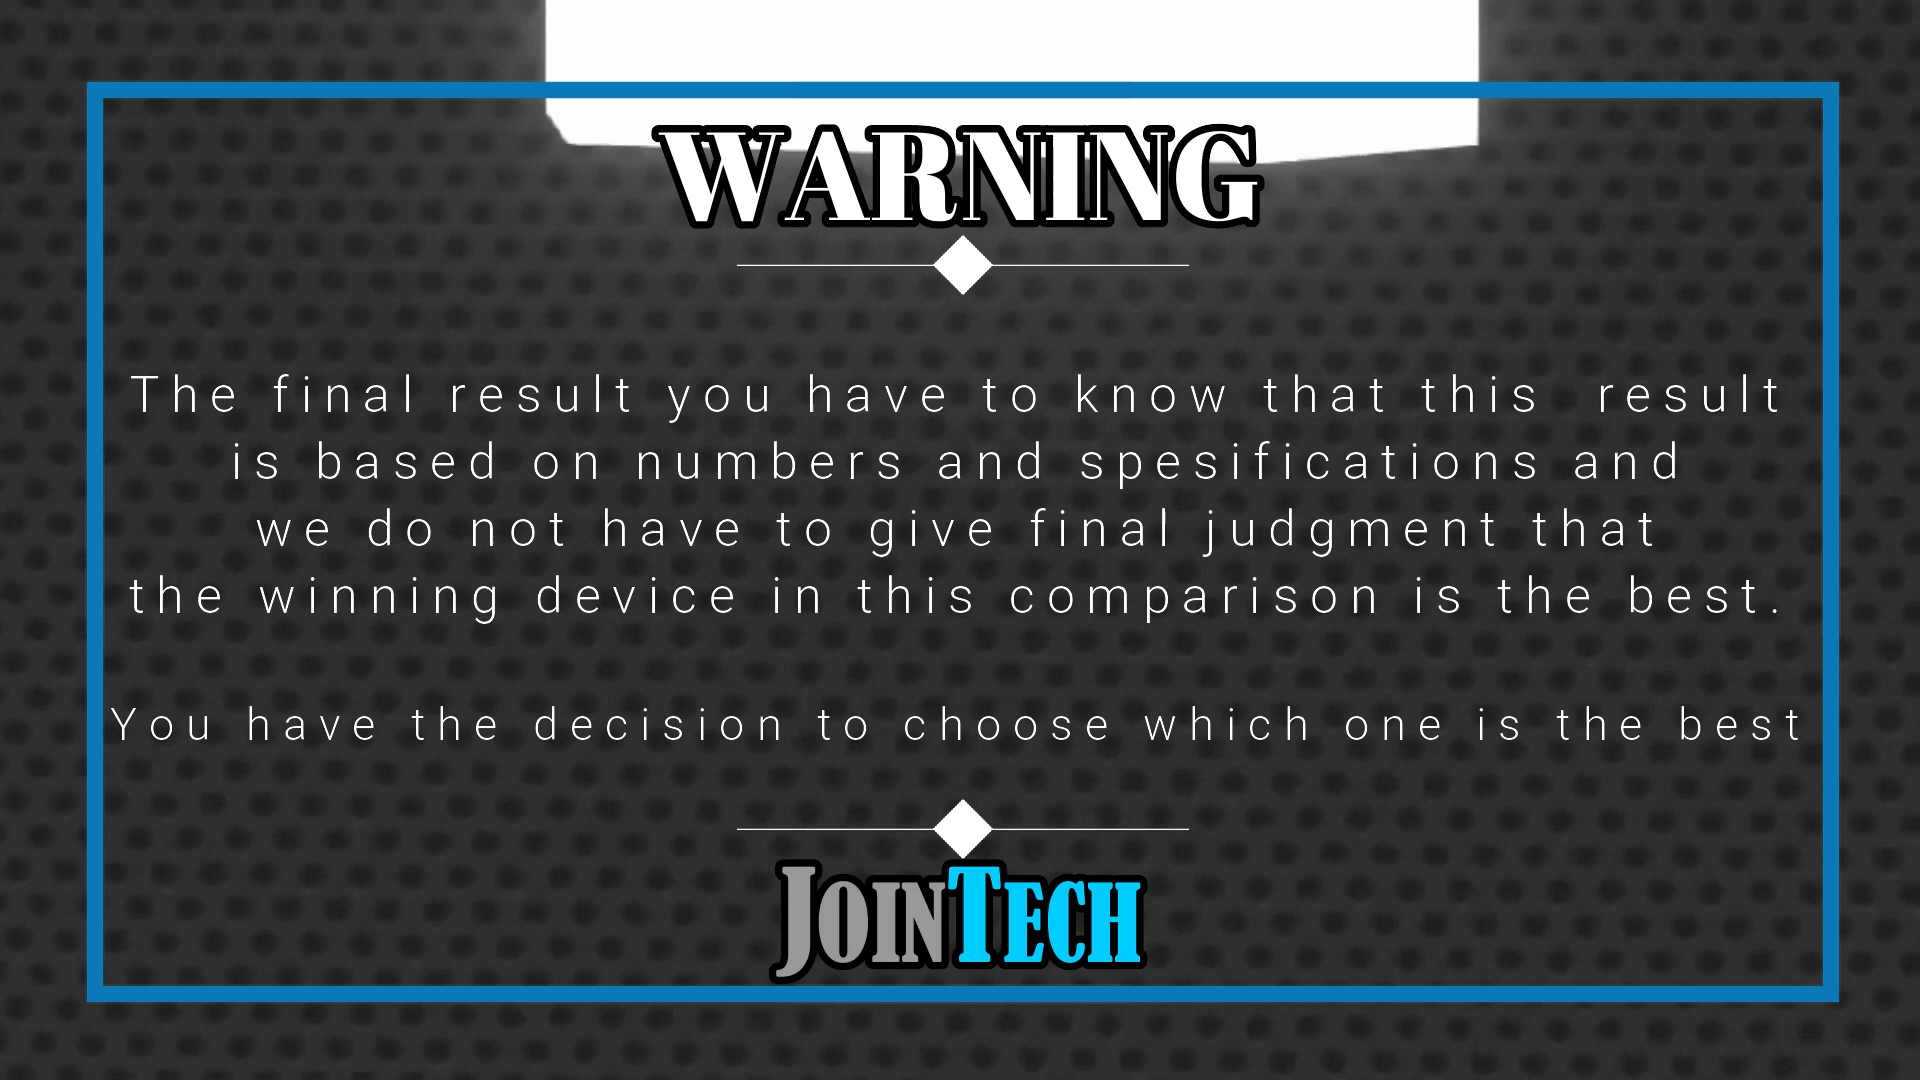 WARNING
The final result you have to know that this result
is based on numbers and spesifications and
we do not have to give final judgment that
the winning device in this comparison is the best.
You have the decision to choose which one is the best
JOINTECH